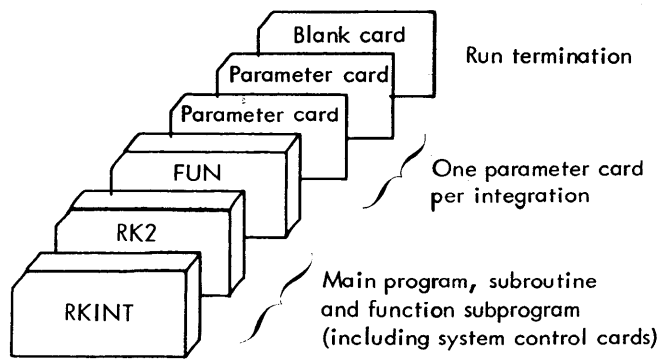 Blank card
Run termination
Parameter card
Parameter card
FUN
One parameter card
per integration
RK2
RKINT
Main program, subroutine
and function subprogram
(including system control cards)